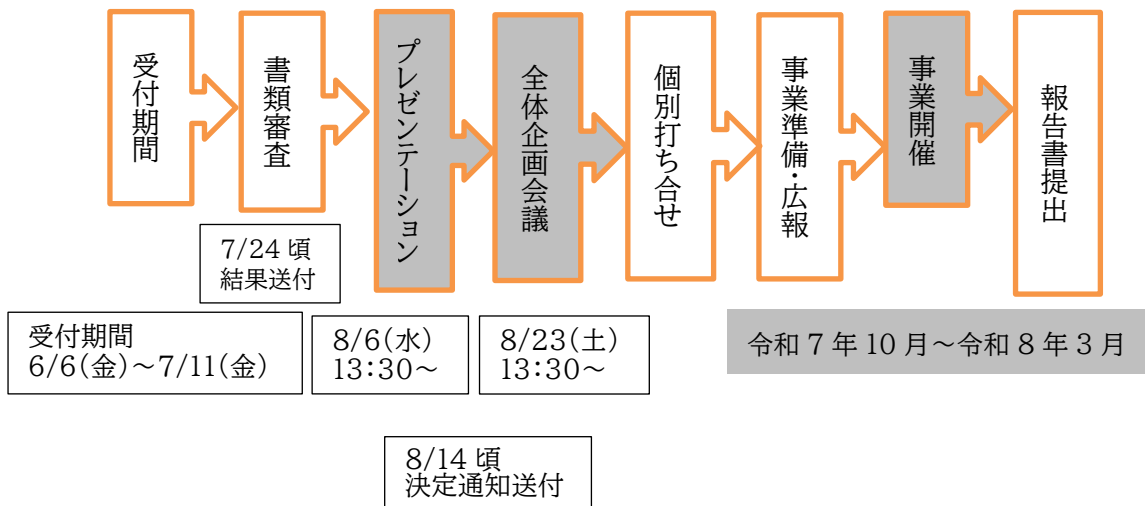 受付期間
書類審査
プレゼンテーション
全体企画会議
個別打ち合せ
事業準備・広報
事業開催
報告書提出
7/24 頃
結果送付
受付期間
6/6(金)～7/11(金)
8/6(水)
13:30～
8/23(土)
13:30～
令和 7 年 10 月～令和 8 年 3 月
8/14 頃
決定通知送付